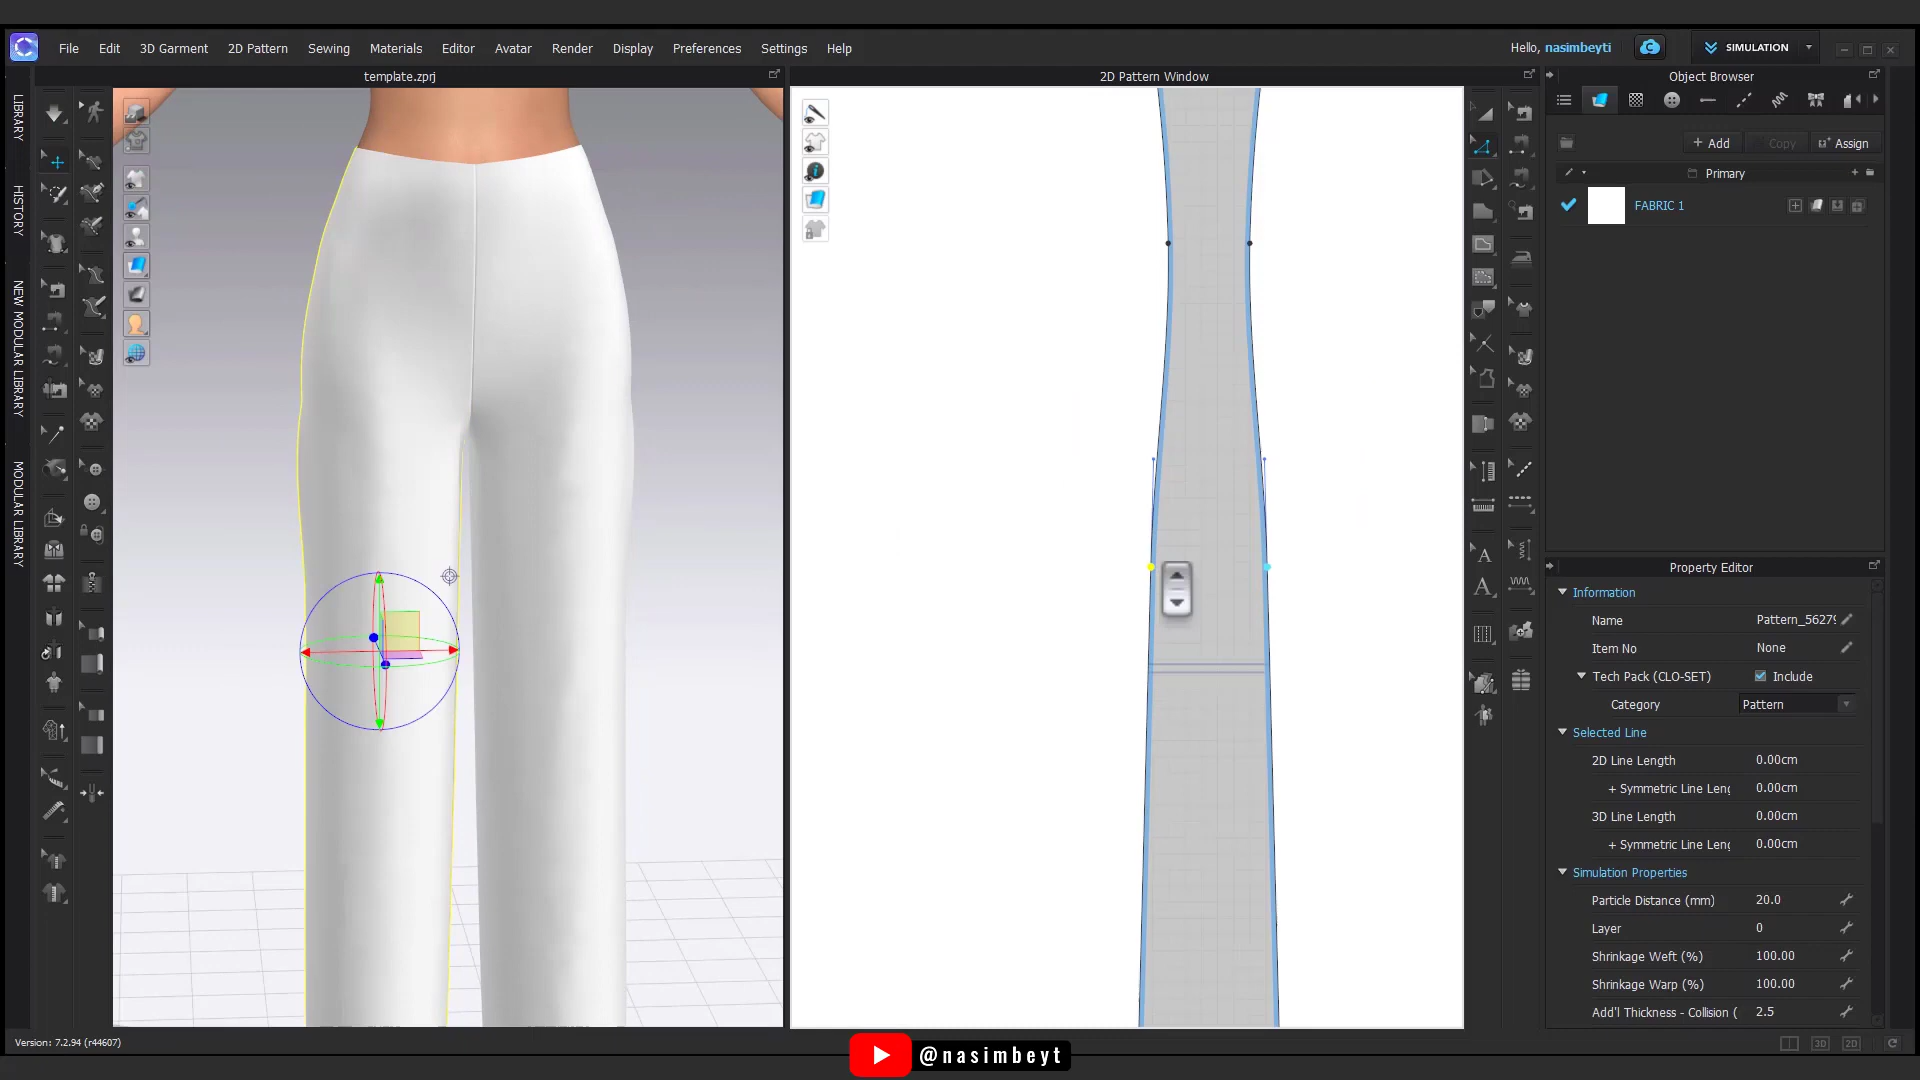 File Edit 3D Garment 2D Pattern Sewing Materials Editor Avatar Render Display Preferences Settings Help
Hello, nasimbeyti
SIMULATION
template.zprj
2D Pattern Window
Object Browser
LIBRARY
HISTORY
NEW MODULAR LIBRARY
MODULAR LIBRARY
+ Add Copy Assign
Primary
FABRIC 1
Property Editor
Information
Name Pattern_5627
Item No None
Tech Pack (CLO-SET) Include
Category Pattern
Selected Line
2D Line Length 0.00cm
+ Symmetric Line Leng 0.00cm
3D Line Length 0.00cm
+ Symmetric Line Leng 0.00cm
Simulation Properties
Particle Distance (mm) 20.0
Layer 0
Shrinkage Weft (%) 100.00
Shrinkage Warp (%) 100.00
Add'l Thickness - Collision ( 2.5
Version: 7.2.94 (r44607)
3D 2D
@nasimbeyt